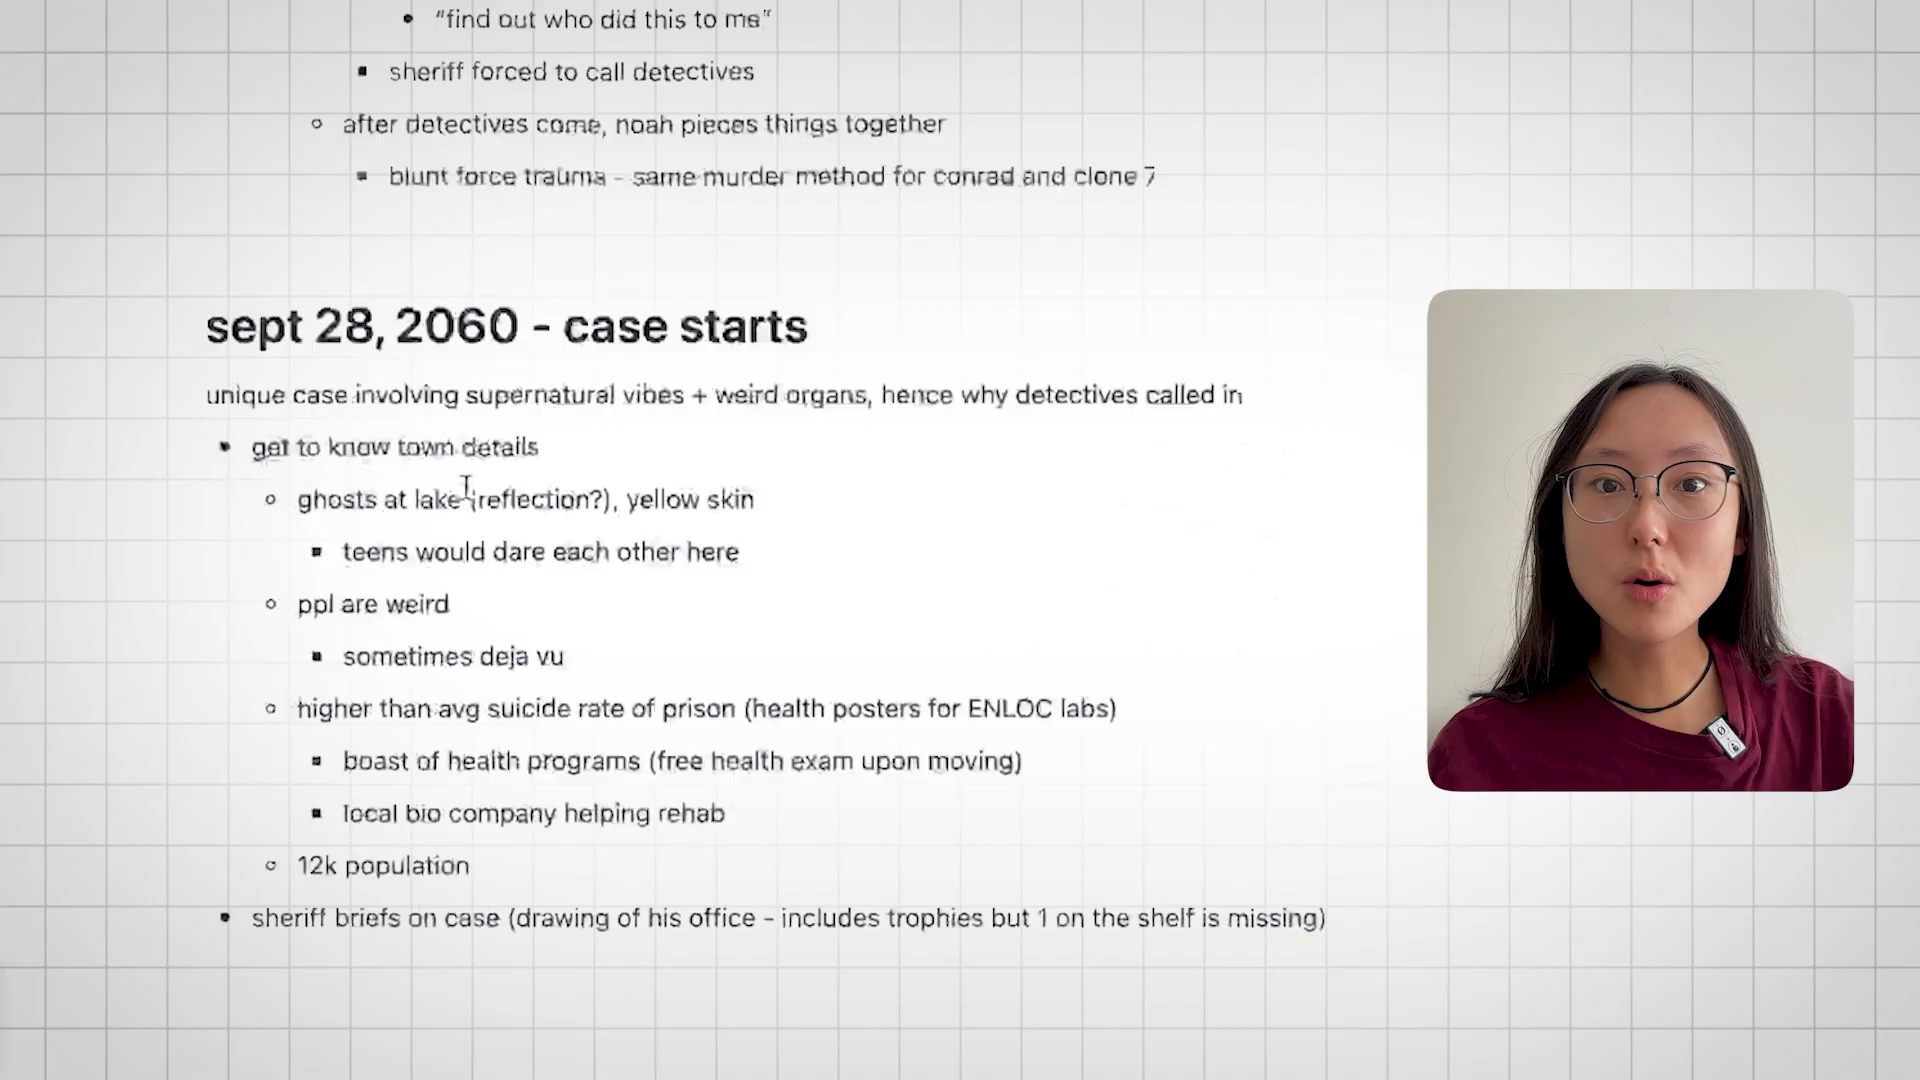 “find out who did this to me”
sheriff forced to call detectives
after detectives come, noah pieces things together
blunt force trauma - same murder method for conrad and clone 7
sept 28, 2060 - case starts
unique case involving supernatural vibes + weird organs, hence why detectives called in
get to know town details
ghosts at lake (reflection?), yellow skin
teens would dare each other here
ppl are weird
sometimes deja vu
higher than avg suicide rate of prison (health posters for ENLOC labs)
boast of health programs (free health exam upon moving)
local bio company helping rehab
12k population
sheriff briefs on case (drawing of his office - includes trophies but 1 on the shelf is missing)